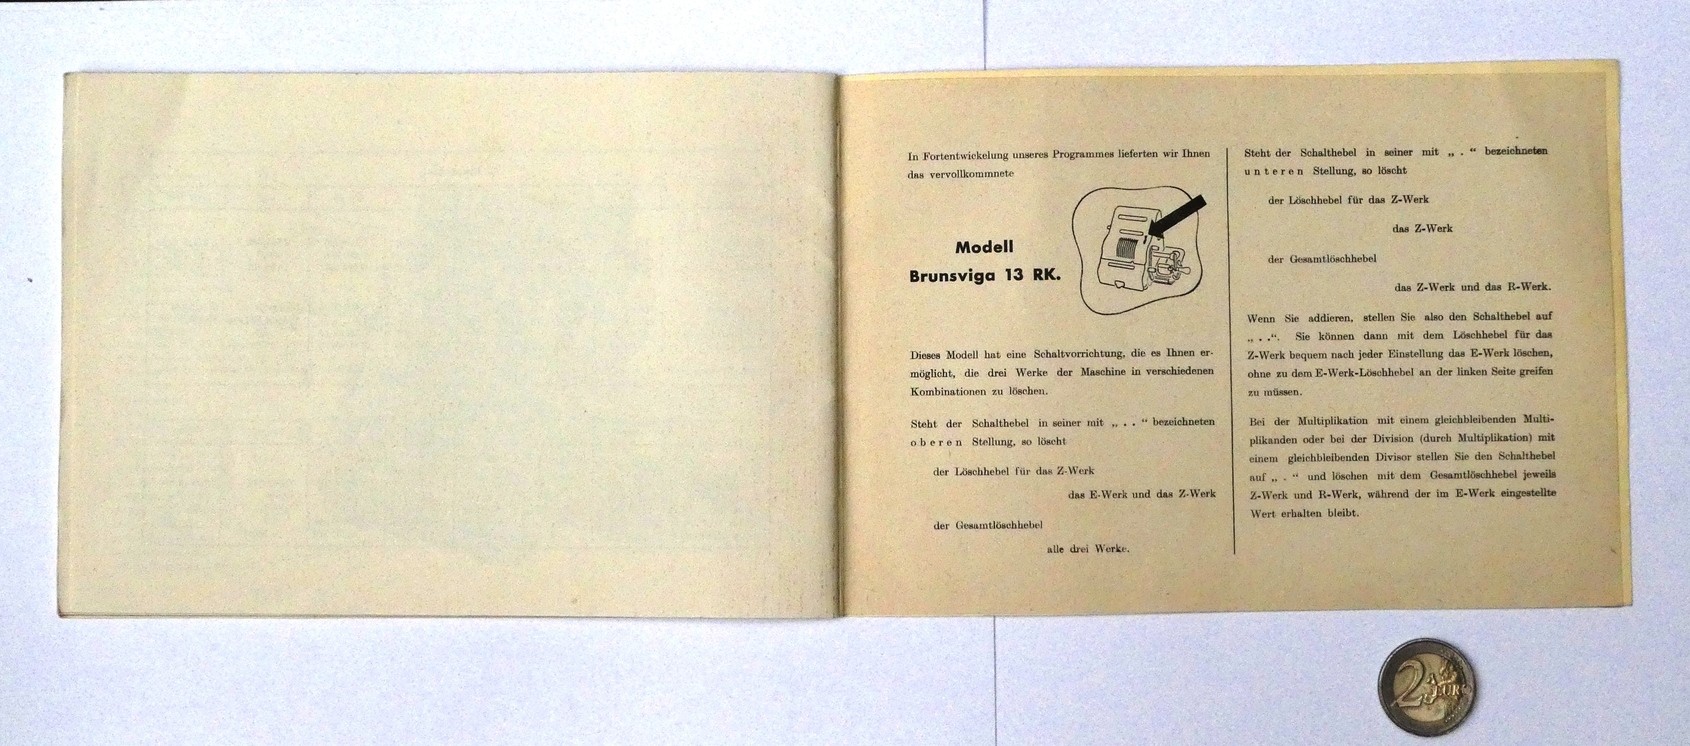 In Fortentwickelung unseres Programmes lieferten wir Ihnen
das vervollkommnete
Modell
Brunsviga 13 RK.
Dieses Modell hat eine Schaltvorrichtung, die es Ihnen er-
möglicht, die drei Werke der Maschine in verschiedenen
Kombinationen zu löschen.
Steht der Schalthebel in seiner mit „ . . “ bezeichneten
oberen Stellung, so löscht
der Löschhebel für das Z-Werk
das E-Werk und das Z-Werk
der Gesamtlöschhebel
alle drei Werke.
Steht der Schalthebel in seiner mit „ . “ bezeichneten
unteren Stellung, so löscht
der Löschhebel für das Z-Werk
das Z-Werk
der Gesamtlöschhebel
das Z-Werk und das R-Werk.
Wenn Sie addieren, stellen Sie also den Schalthebel auf
„ . .“. Sie können dann mit dem Löschhebel für das
Z-Werk bequem nach jeder Einstellung das E-Werk löschen,
ohne zu dem E-Werk-Löschhebel an der linken Seite greifen
zu müssen.
Bei der Multiplikation mit einem gleichbleibenden Multi-
plikanden oder bei der Division (durch Multiplikation) mit
einem gleichbleibenden Divisor stellen Sie den Schalthebel
auf „ . “ und löschen mit dem Gesamtlöschhebel jeweils
Z-Werk und R-Werk, während der im E-Werk eingestellte
Wert erhalten bleibt.
2
EURO